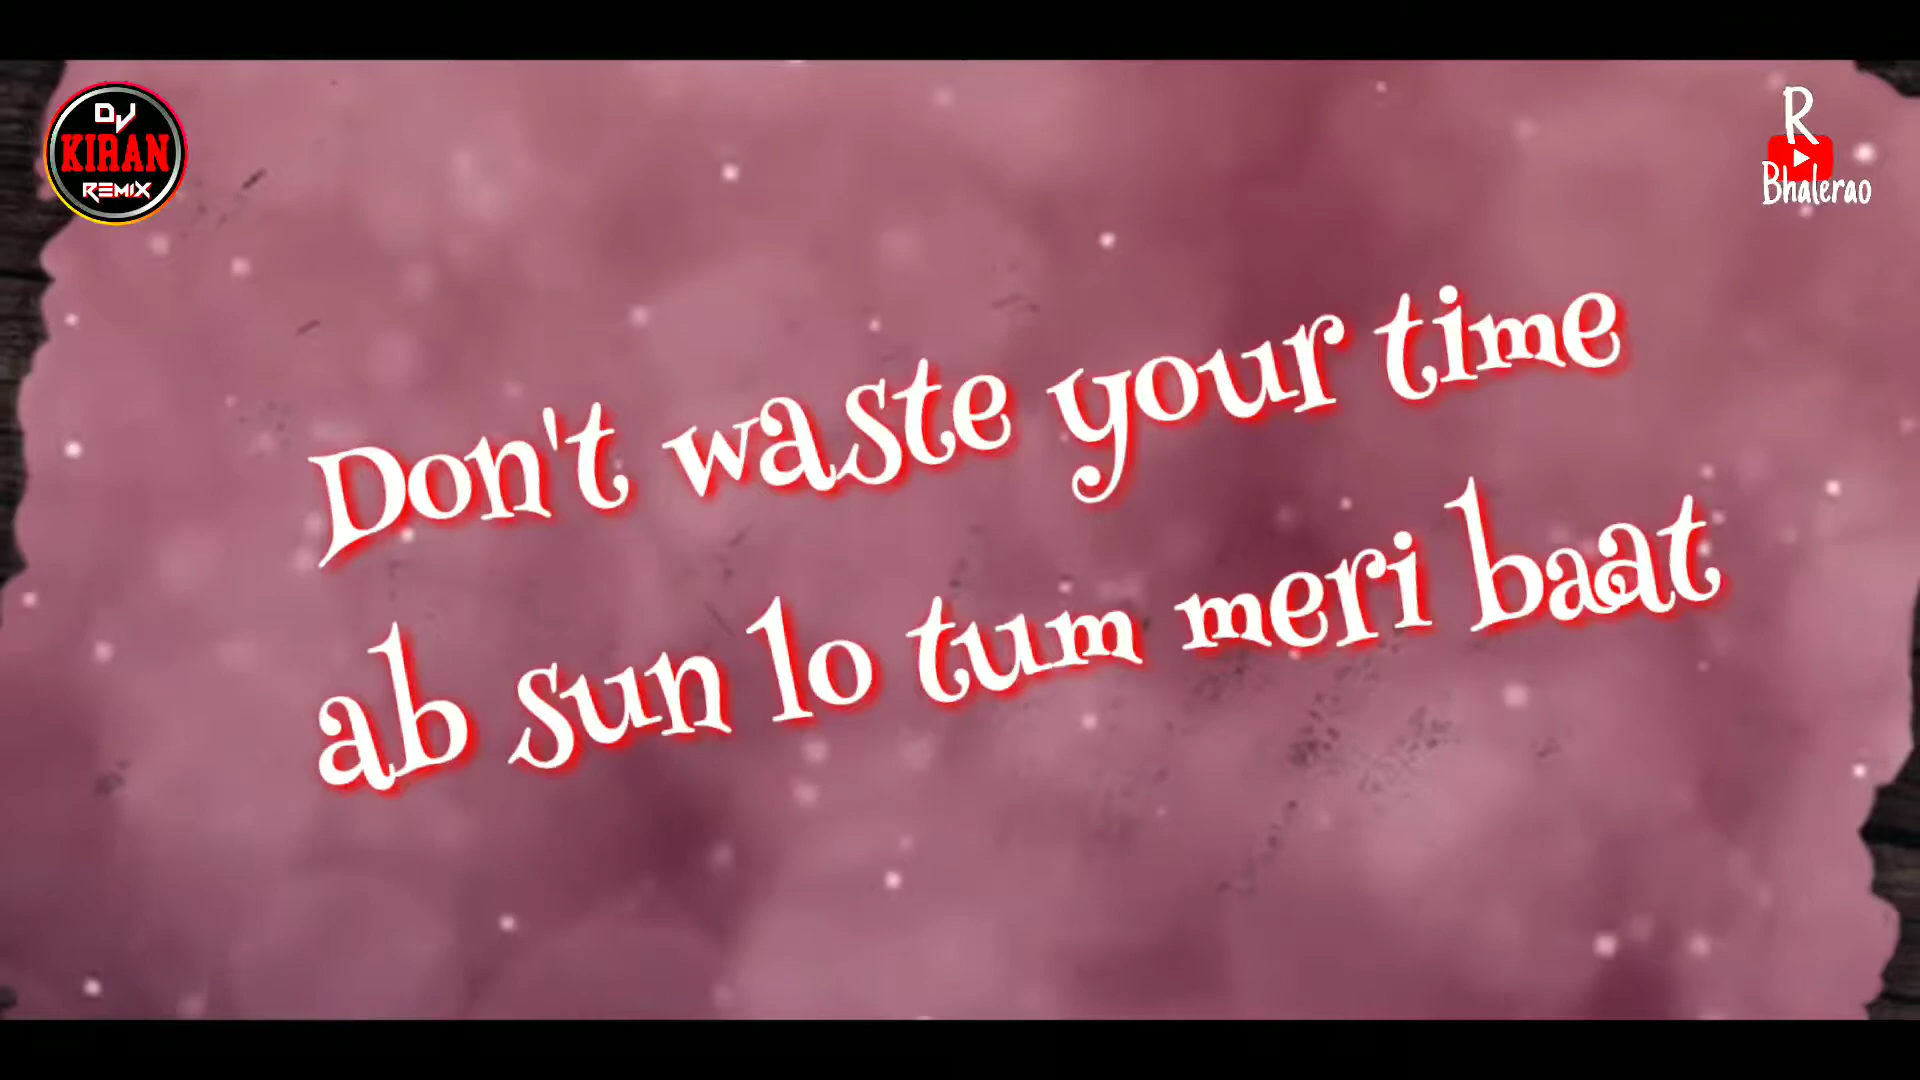 DJ
KIRAN
REMIX
R
Bhalerao
Don't waste your time
ab sun lo tum meri baat